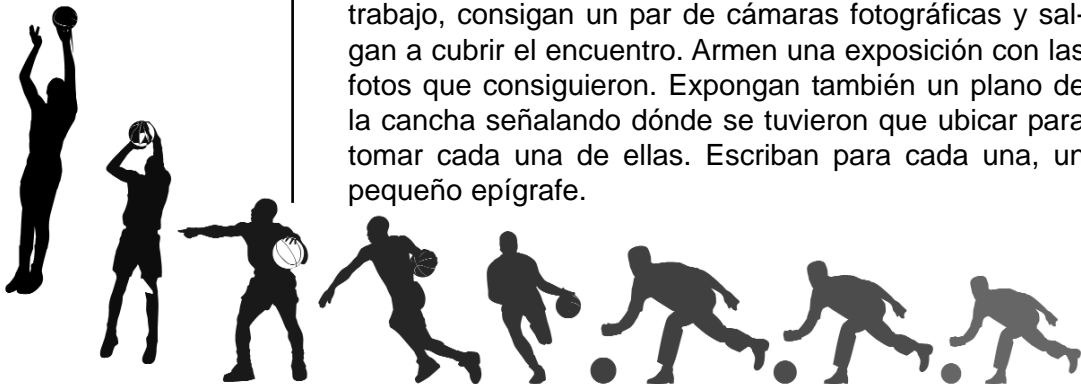 trabajo, consigan un par de cámaras fotográficas y sal-
gan a cubrir el encuentro. Armen una exposición con las
fotos que consiguieron. Expongan también un plano de
la cancha señalando dónde se tuvieron que ubicar para
tomar cada una de ellas. Escriban para cada una, un
pequeño epígrafe.